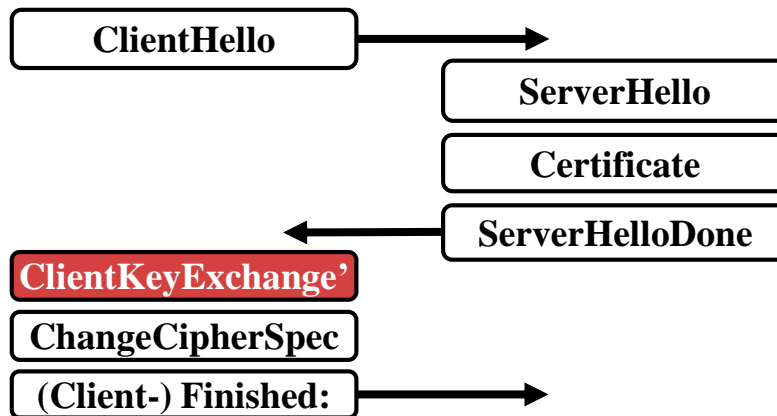 ClientHello
ServerHello
Certificate
ServerHelloDone
ClientKeyExchange’
ChangeCipherSpec
(Client-) Finished: